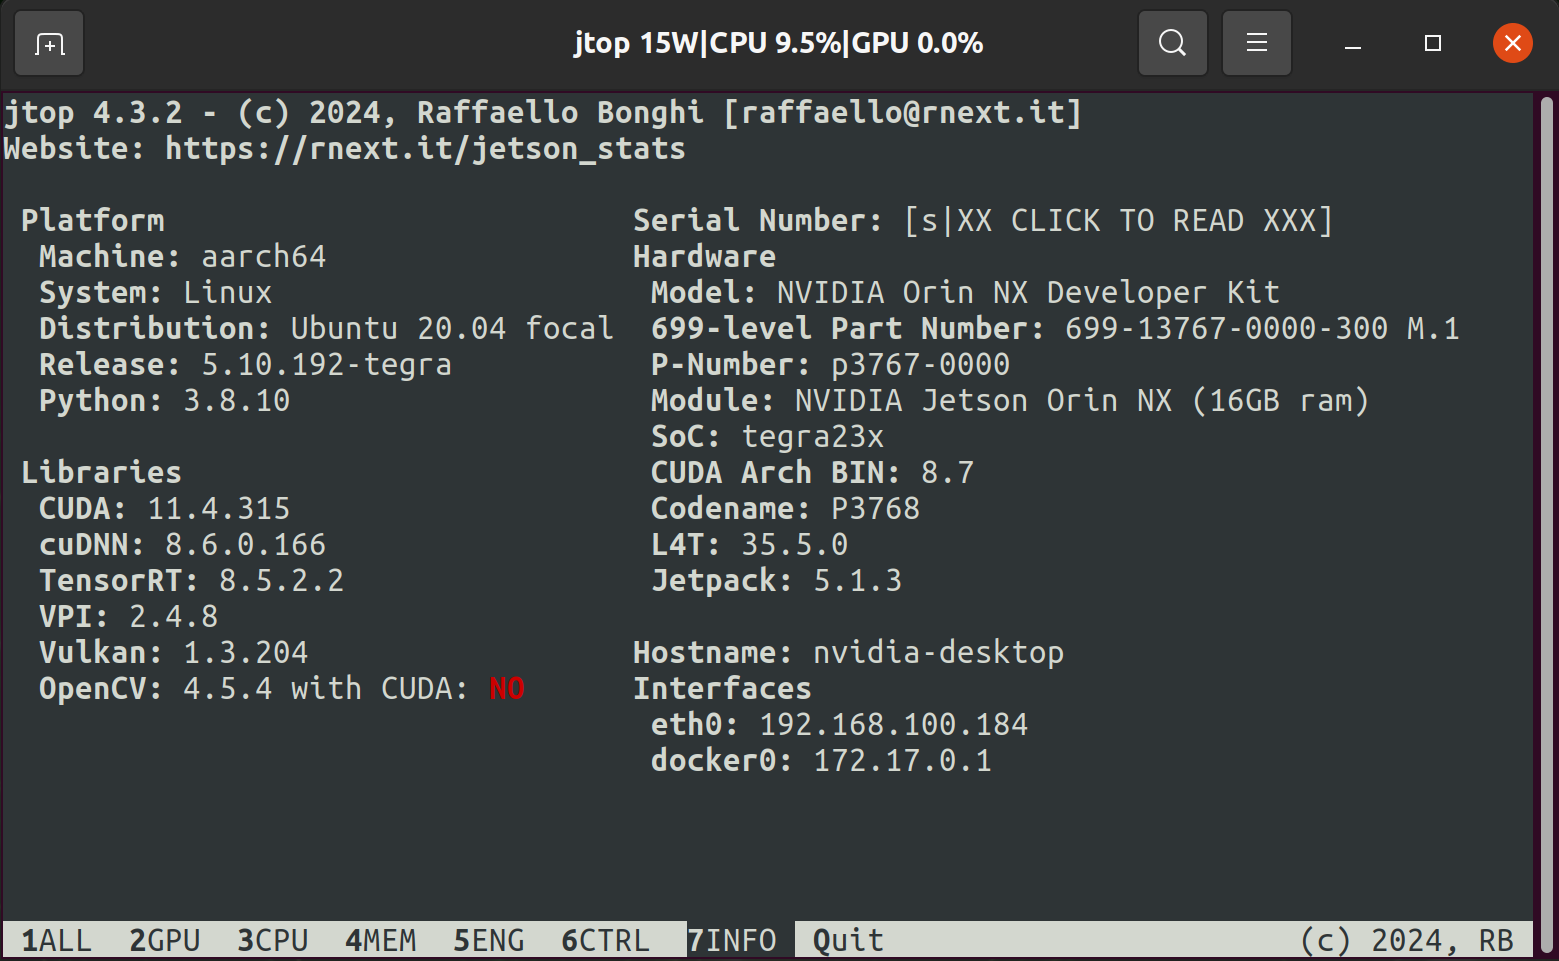 jtop 15W|CPU 9.5%|GPU 0.0%
jtop 4.3.2 - (c) 2024, Raffaello Bonghi [raffaello@rnext.it]
Website: https://rnext.it/jetson_stats
Platform
Machine: aarch64
System: Linux
Distribution: Ubuntu 20.04 focal
Release: 5.10.192-tegra
Python: 3.8.10
Libraries
CUDA: 11.4.315
cuDNN: 8.6.0.166
TensorRT: 8.5.2.2
VPI: 2.4.8
Vulkan: 1.3.204
OpenCV: 4.5.4 with CUDA: NO
Serial Number: [s|XX CLICK TO READ XXX]
Hardware
Model: NVIDIA Orin NX Developer Kit
699-level Part Number: 699-13767-0000-300 M.1
P-Number: p3767-0000
Module: NVIDIA Jetson Orin NX (16GB ram)
SoC: tegra23x
CUDA Arch BIN: 8.7
Codename: P3768
L4T: 35.5.0
Jetpack: 5.1.3
Hostname: nvidia-desktop
Interfaces
eth0: 192.168.100.184
docker0: 172.17.0.1
1ALL 2GPU 3CPU 4MEM 5ENG 6CTRL 7INFO Quit (c) 2024, RB